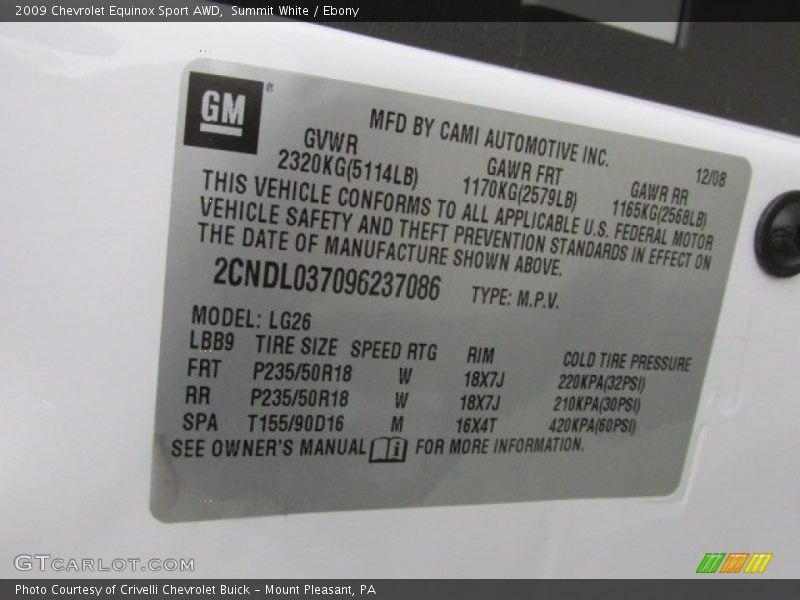 2009 Chevrolet Equinox Sport AWD, Summit White / Ebony
GM®
MFD BY CAMI AUTOMOTIVE INC.
12/08
GVWR GAWR FRT GAWR RR
2320KG(5114LB) 1170KG(2579LB) 1165KG(2568LB)
THIS VEHICLE CONFORMS TO ALL APPLICABLE U.S. FEDERAL MOTOR
VEHICLE SAFETY AND THEFT PREVENTION STANDARDS IN EFFECT ON
THE DATE OF MANUFACTURE SHOWN ABOVE.
2CNDL037096237086 TYPE: M.P.V.
MODEL: LG26
LBB9 TIRE SIZE SPEED RTG RIM COLD TIRE PRESSURE
FRT P235/50R18 W 18X7J 220KPA(32PSI)
RR P235/50R18 W 18X7J 210KPA(30PSI)
SPA T155/90D16 M 16X4T 420KPA(60PSI)
SEE OWNER'S MANUAL FOR MORE INFORMATION.
GTCARLOT.COM
Photo Courtesy of Crivelli Chevrolet Buick - Mount Pleasant, PA